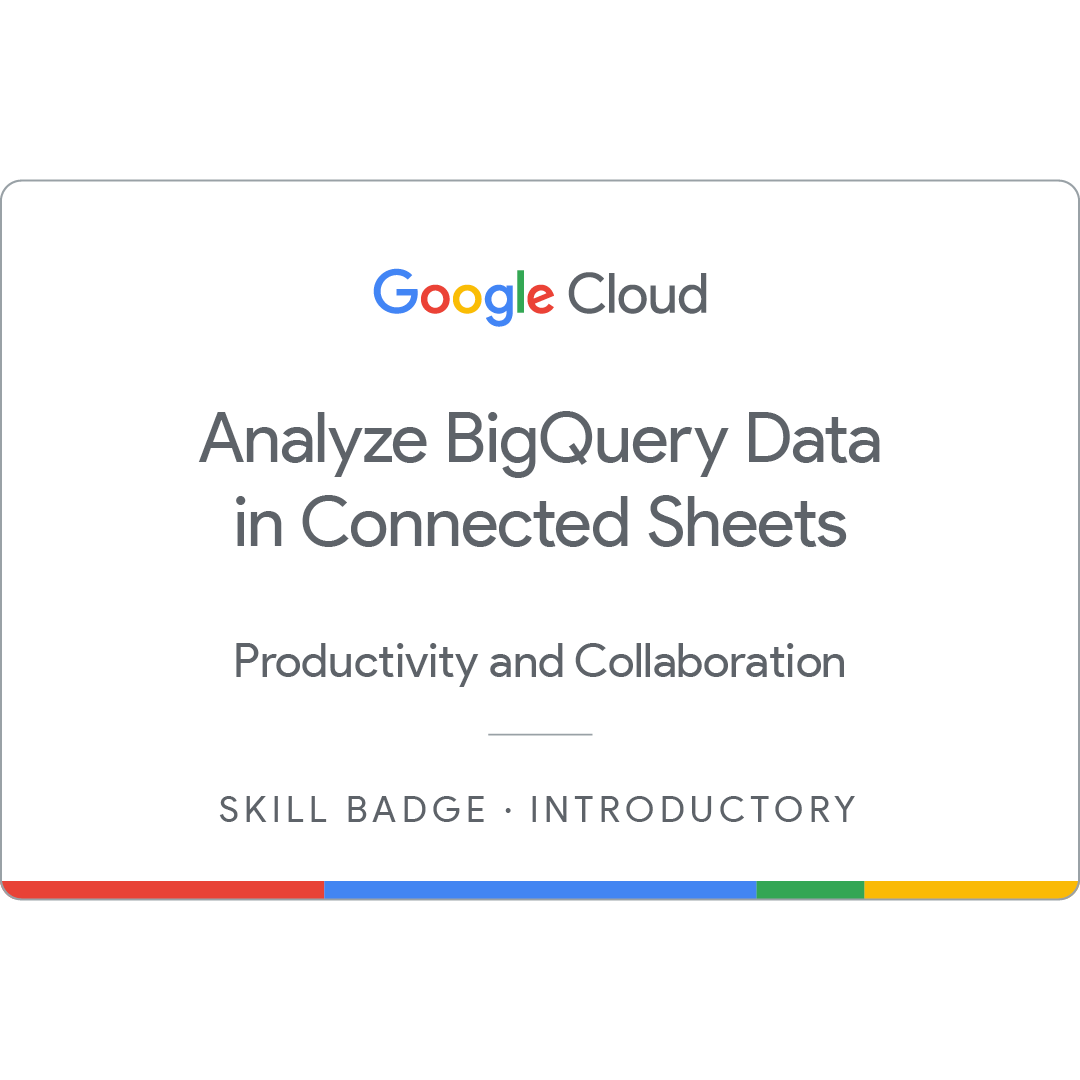 Google Cloud
Analyze BigQuery Data
in Connected Sheets
Productivity and Collaboration
SKILL BADGE · INTRODUCTORY